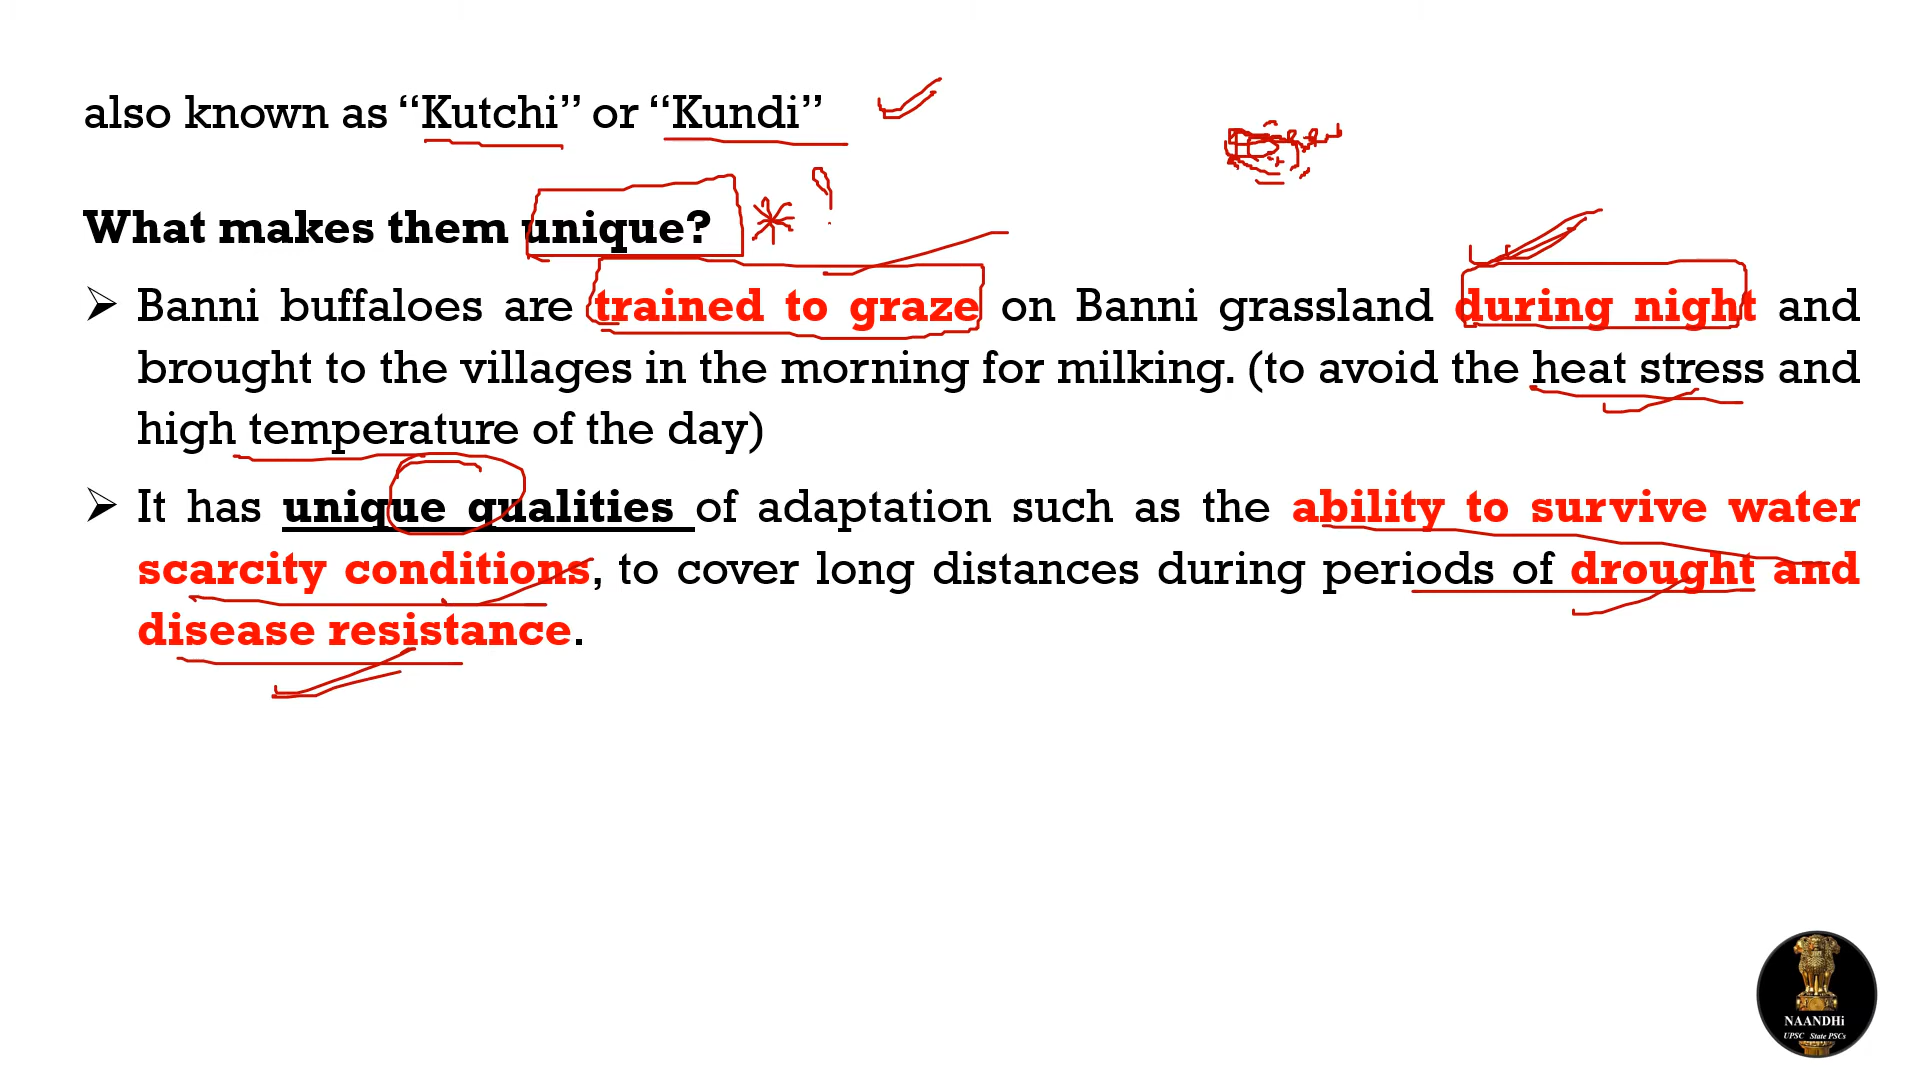 also known as “Kutchi” or “Kundi”
What makes them unique?
➢ Banni buffaloes are trained to graze on Banni grassland during night and
brought to the villages in the morning for milking. (to avoid the heat stress and
high temperature of the day)
➢ It has unique qualities of adaptation such as the ability to survive water
scarcity conditions, to cover long distances during periods of drought and
disease resistance.
NAANDHi
UPSC State PSCs